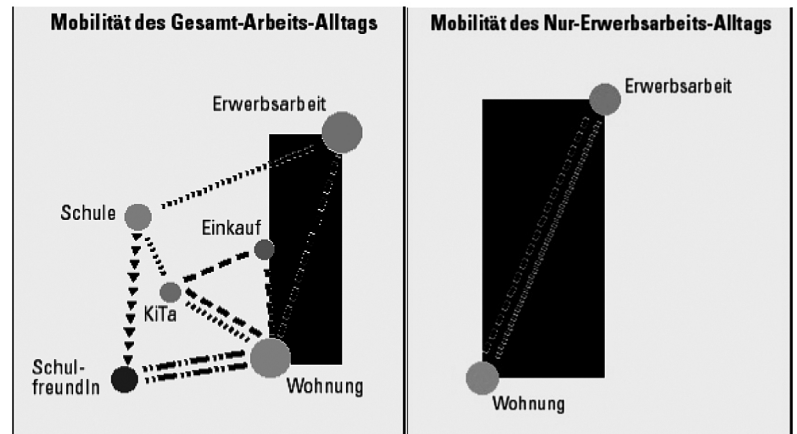 Mobilität des Gesamt-Arbeits-Alltags
Erwerbsarbeit
Schule
Einkauf
KiTa
Schul-
freundIn
Wohnung
Mobilität des Nur-Erwerbsarbeits-Alltags
Erwerbsarbeit
Wohnung